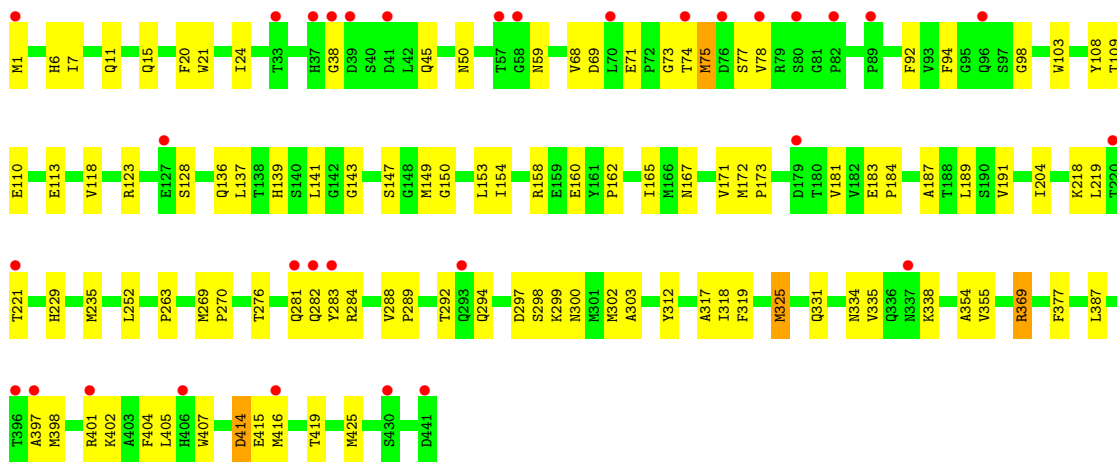 M1 H6 I7 Q11 Q15 F20 W21 I24 T33 H37 G38 D39 S40 D41 L42 Q45 N50 T57 G58 N59 V68 D69 L70 E71 P72 G73 T74 M75 D76 S77 V78 R79 S80 G81 P82 P89 F92 V93 F94 G95 Q96 S97 G98 W103 Y108 T109
E110 E113 V118 R123 E127 S128 Q136 L137 T138 H139 S140 L141 G142 G143 S147 G148 M149 G150 L153 I154 R158 E159 E160 Y161 P162 I165 M166 N167 V171 M172 P173 D179 T180 V181 V182 E183 P184 A187 T188 L189 S190 V191 I204 K218 L219 T220
T221 H229 M235 L252 P263 M269 P270 T276 Q281 Q282 Y283 R284 V288 P289 T292 Q293 Q294 D297 S298 K299 N300 M301 M302 A303 Y312 A317 I318 F319 M325 Q331 N334 V335 Q336 N337 K338 A354 V355 R369 F377 L387
T396 A397 M398 R401 K402 A403 F404 L405 H406 W407 D414 E415 M416 T419 M425 S430 D441